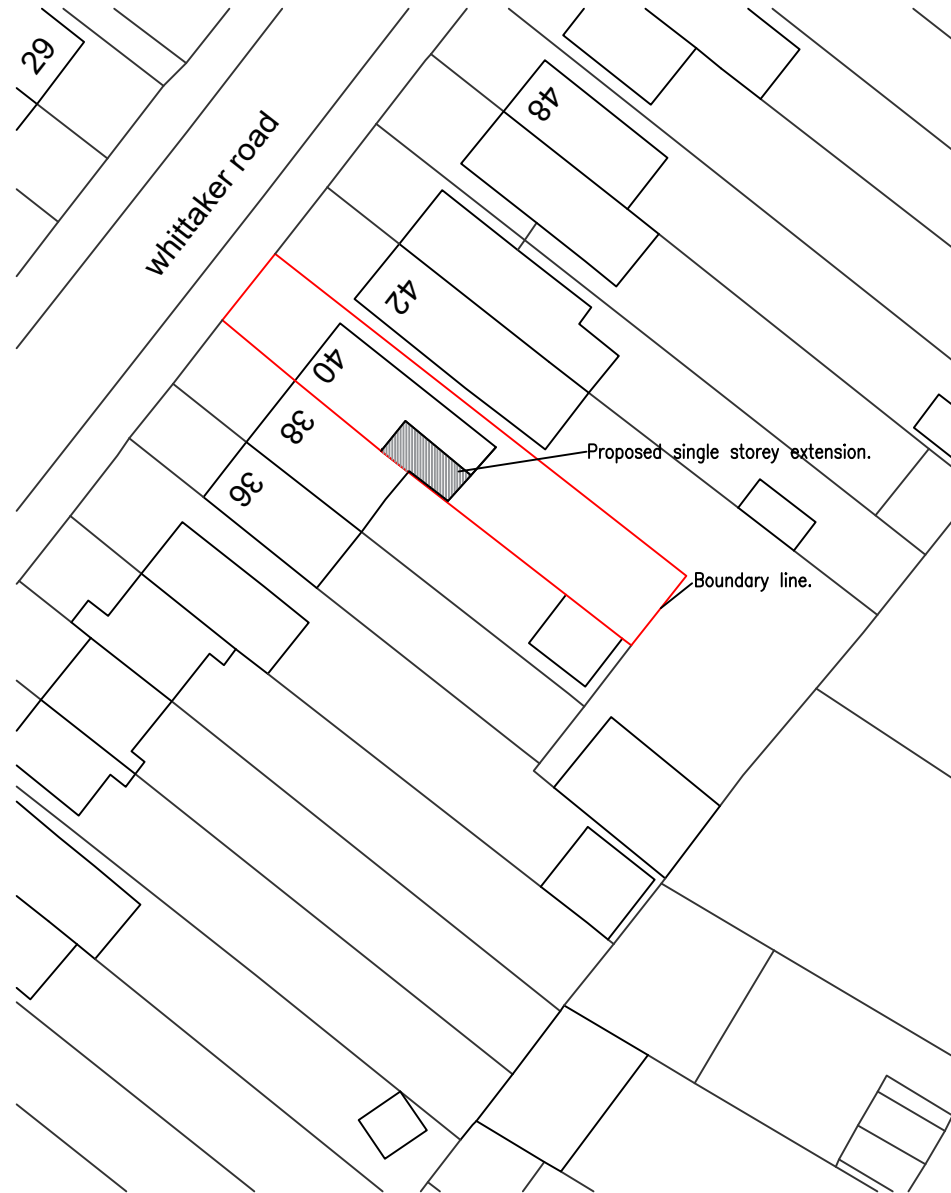 29
whittaker road
48
42
40
38
36
Proposed single storey extension.
Boundary line.